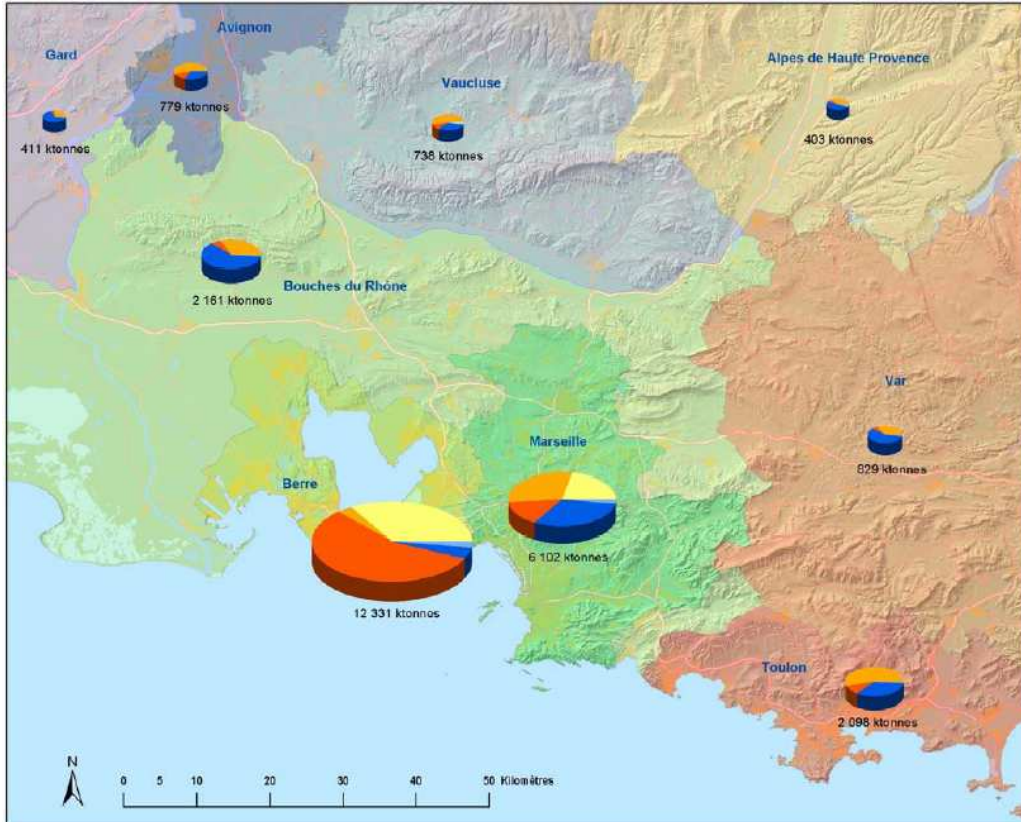 Avignon
Gard
779 ktonnes
411 ktonnes
Vaucluse
738 ktonnes
Alpes de Haute Provence
403 ktonnes
Bouches du Rhône
2 161 ktonnes
Var
829 ktonnes
Marseille
6 102 ktonnes
Berre
12 331 ktonnes
Toulon
2 098 ktonnes
N
0 5 10 20 30 40 50 Kilomètres